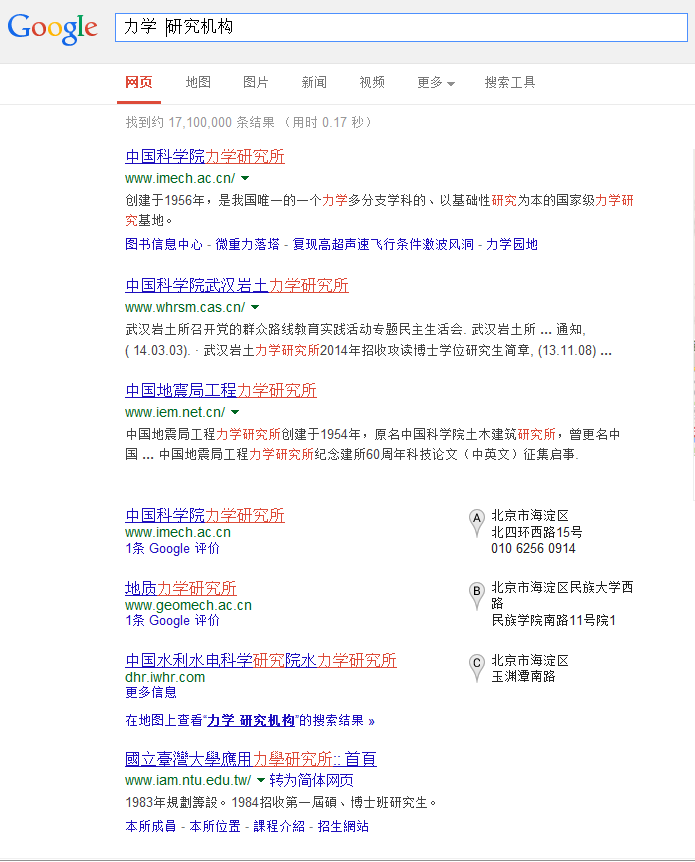 Google
力学 研究机构
网页 地图 图片 新闻 视频 更多 搜索工具
找到约 17,100,000 条结果 （用时 0.17 秒）
中国科学院力学研究所
www.imech.ac.cn/
创建于1956年，是我国唯一的一个力学多分支学科的、以基础性研究为本的国家级力学研
究基地。
图书信息中心 - 微重力落塔 - 复现高超声速飞行条件激波风洞 - 力学园地
中国科学院武汉岩土力学研究所
www.whrsm.cas.cn/
武汉岩土所召开党的群众路线教育实践活动专题民主生活会. 武汉岩土所 ... 通知,
( 14.03.03). · 武汉岩土力学研究所2014年招收攻读博士学位研究生简章, (13.11.08) ...
中国地震局工程力学研究所
www.iem.net.cn/
中国地震局工程力学研究所创建于1954年，原名中国科学院土木建筑研究所，曾更名中
国 ... 中国地震局工程力学研究所纪念建所60周年科技论文（中英文）征集启事.
中国科学院力学研究所
www.imech.ac.cn
1条 Google 评价
A
北京市海淀区
北四环西路15号
010 6256 0914
地质力学研究所
www.geomech.ac.cn
1条 Google 评价
B
北京市海淀区民族大学西
路
民族学院南路11号院1
中国水利水电科学研究院水力学研究所
dhr.iwhr.com
更多信息
C
北京市海淀区
玉渊潭南路
在地图上查看“力学 研究机构”的搜索结果 »
國立臺灣大學應用力學研究所:: 首頁
www.iam.ntu.edu.tw/ 转为简体网页
1983年規劃籌設。1984招收第一屆碩、博士班研究生。
本所成員 - 本所位置 - 課程介紹 - 招生網站